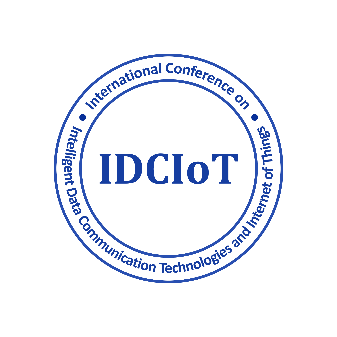 International Conference on
IDCIoT
Intelligent Data Communication Technologies and Internet of Things